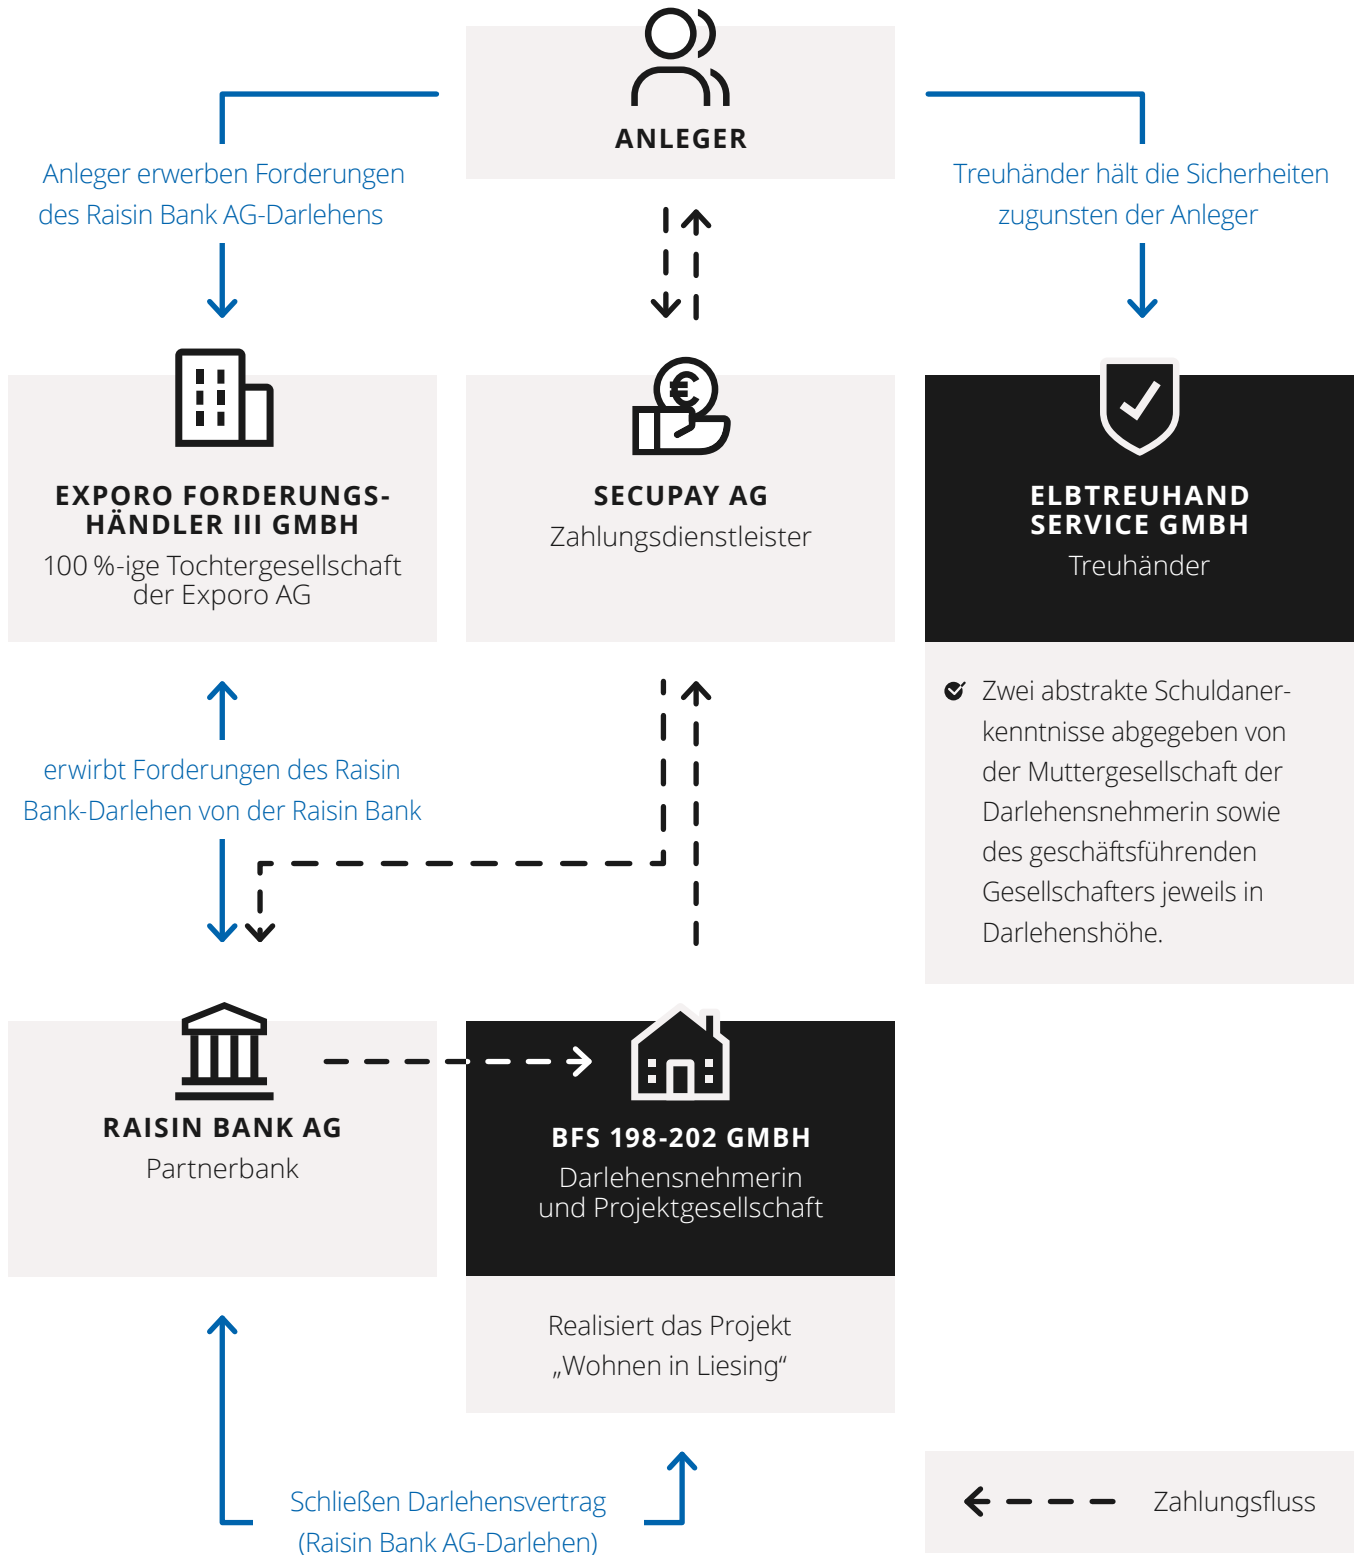 ANLEGER
Anleger erwerben Forderungen
des Raisin Bank AG-Darlehens
Treuhänder hält die Sicherheiten
zugunsten der Anleger
EXPORO FORDERUNGS-
HÄNDLER III GMBH
100 %-ige Tochtergesellschaft
der Exporo AG
€
SECUPAY AG
Zahlungsdienstleister
ELBTREUHAND
SERVICE GMBH
Treuhänder
Zwei abstrakte Schuldaner-
kenntnisse abgegeben von
der Muttergesellschaft der
Darlehensnehmerin sowie
des geschäftsführenden
Gesellschafters jeweils in
Darlehenshöhe.
erwirbt Forderungen des Raisin
Bank-Darlehen von der Raisin Bank
RAISIN BANK AG
Partnerbank
BFS 198-202 GMBH
Darlehensnehmerin
und Projektgesellschaft
Realisiert das Projekt
„Wohnen in Liesing“
Schließen Darlehensvertrag
(Raisin Bank AG-Darlehen)
Zahlungsfluss